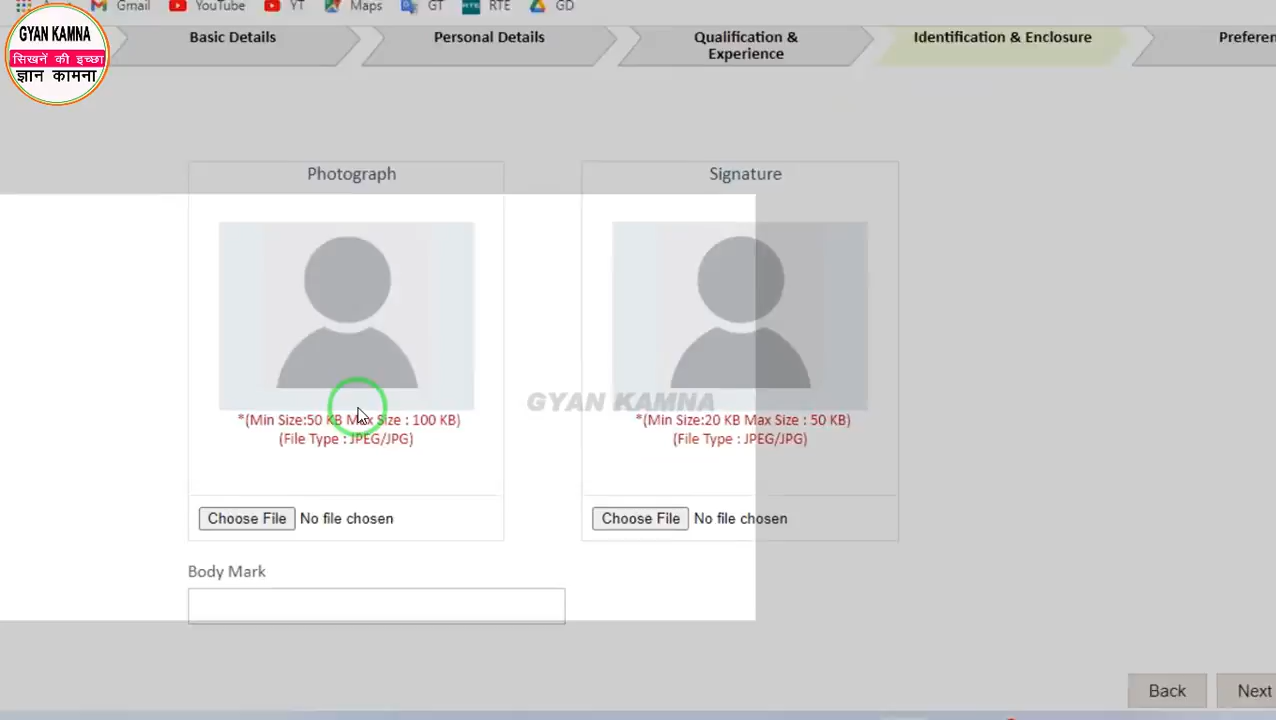 Gmail YouTube YT Maps GT RTE GD
GYAN KAMNA
सिखनें की इच्छा
ज्ञान कामना
Basic Details
Personal Details
Qualification &
Experience
Identification & Enclosure
Preferen
Photograph
Signature
GYAN KAMNA
*(Min Size:50 KB Max Size : 100 KB)
(File Type : JPEG/JPG)
*(Min Size:20 KB Max Size : 50 KB)
(File Type : JPEG/JPG)
Choose File No file chosen
Choose File No file chosen
Body Mark
Back
Next